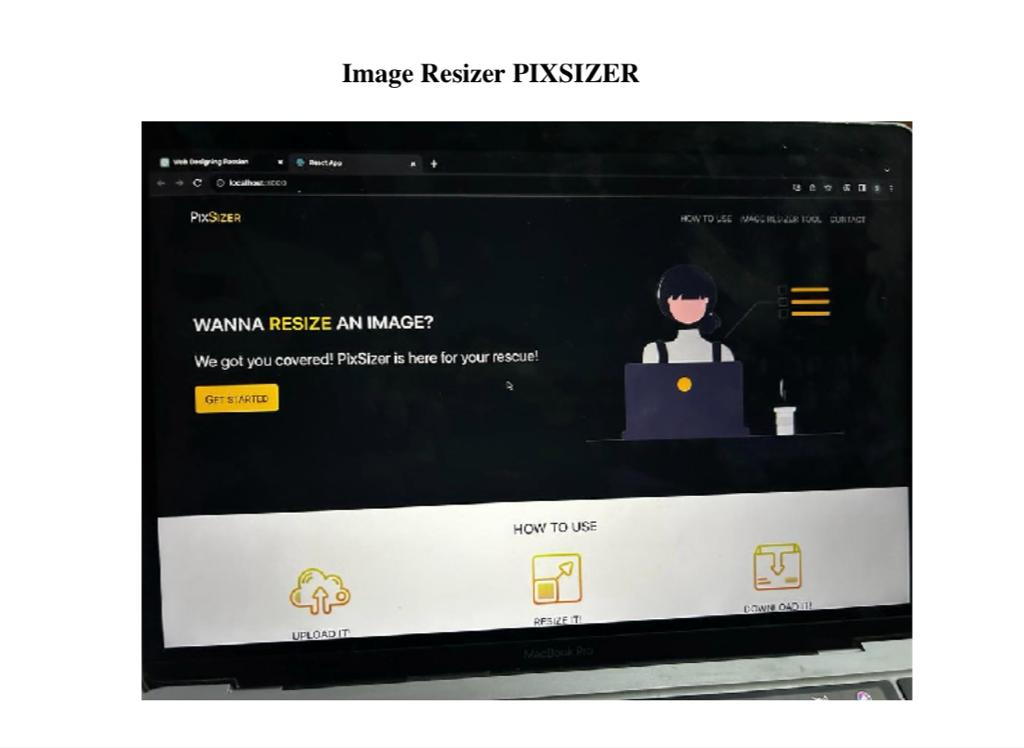 Image Resizer PIXSIZER
Web Designing Passion
React App
localhost:3000
PIXSIZER
HOW TO USE IMAGE RESIZER TOOL CONTACT
WANNA RESIZE AN IMAGE?
We got you covered! PixSizer is here for your rescue!
GET STARTED
HOW TO USE
UPLOAD IT!
RESIZE IT!
DOWNLOAD IT!
MacBook Pro